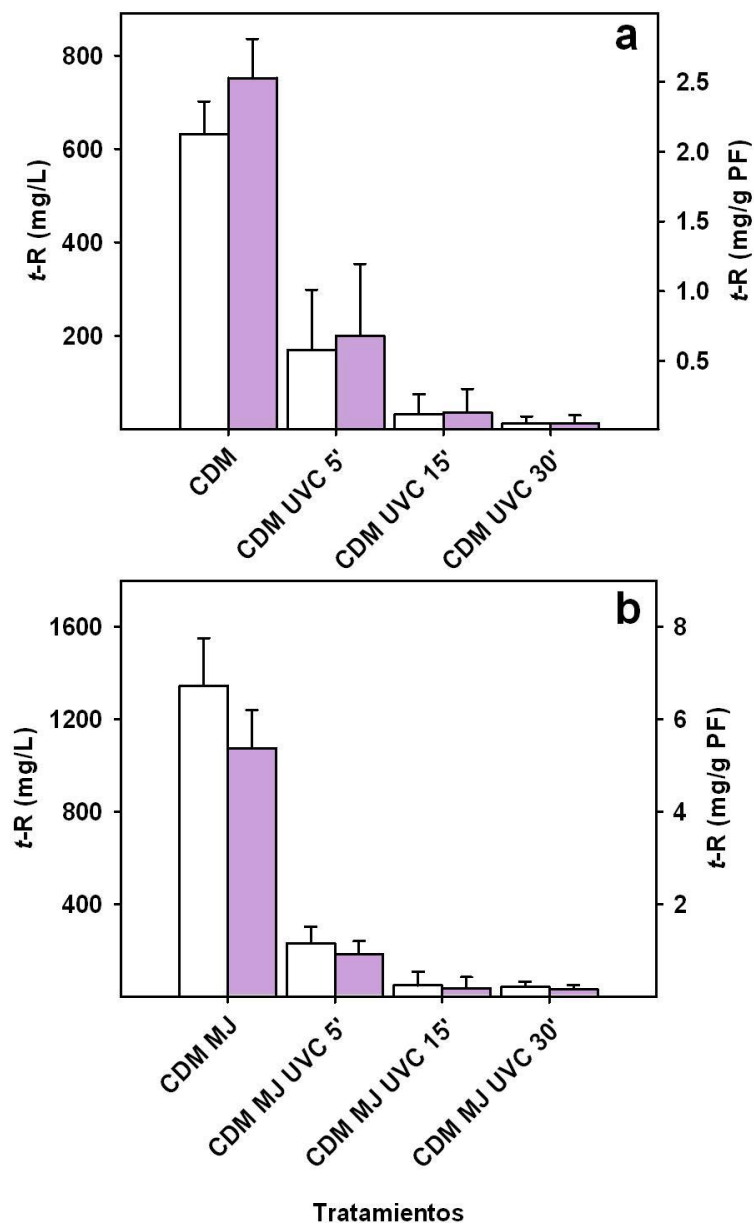 a
800
600
400
200
t-R (mg/L)
2.5
2.0
1.5
1.0
0.5
t-R (mg/g PF)
CDM
CDM UVC 5'
CDM UVC 15'
CDM UVC 30'
b
1600
1200
800
400
t-R (mg/L)
8
6
4
2
t-R (mg/g PF)
CDM MJ
CDM MJ UVC 5'
CDM MJ UVC 15'
CDM MJ UVC 30'
Tratamientos